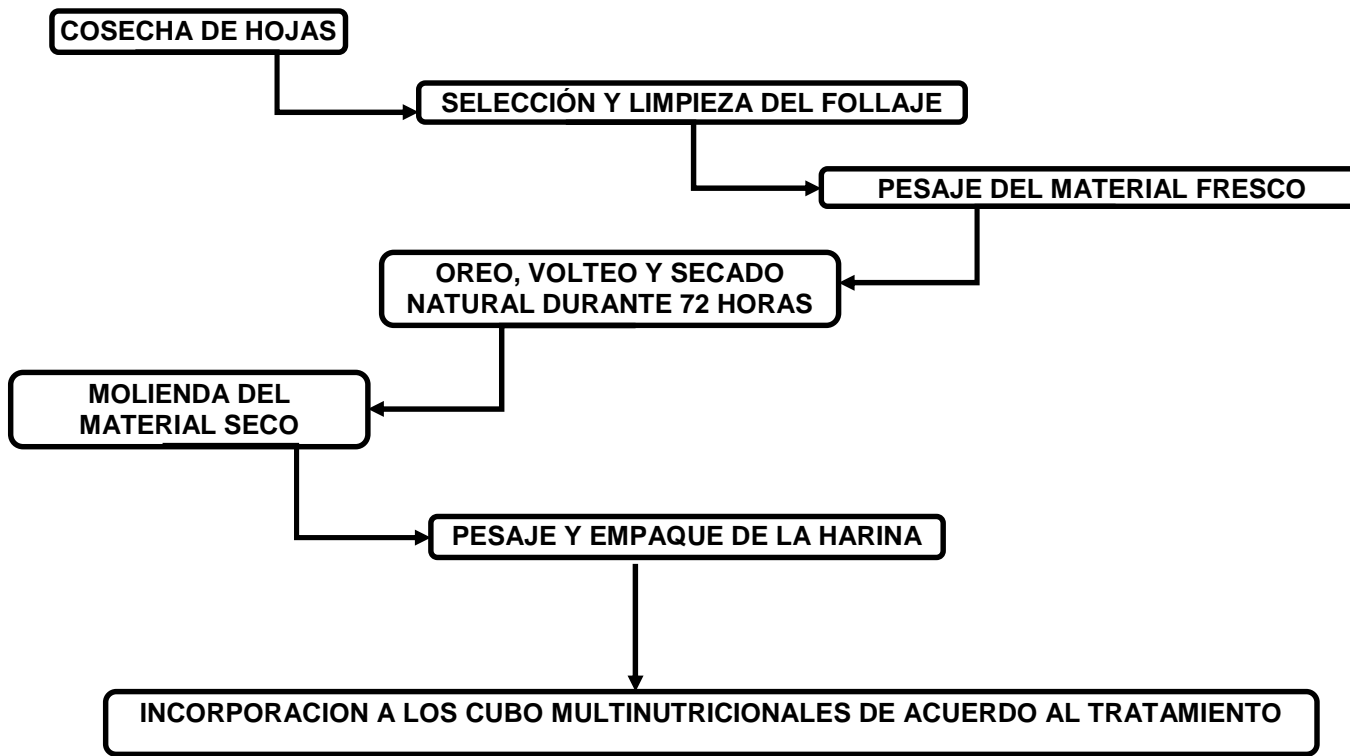 COSECHA DE HOJAS
SELECCIÓN Y LIMPIEZA DEL FOLLAJE
PESAJE DEL MATERIAL FRESCO
OREO, VOLTEO Y SECADO
NATURAL DURANTE 72 HORAS
MOLIENDA DEL
MATERIAL SECO
PESAJE Y EMPAQUE DE LA HARINA
INCORPORACION A LOS CUBO MULTINUTRICIONALES DE ACUERDO AL TRATAMIENTO